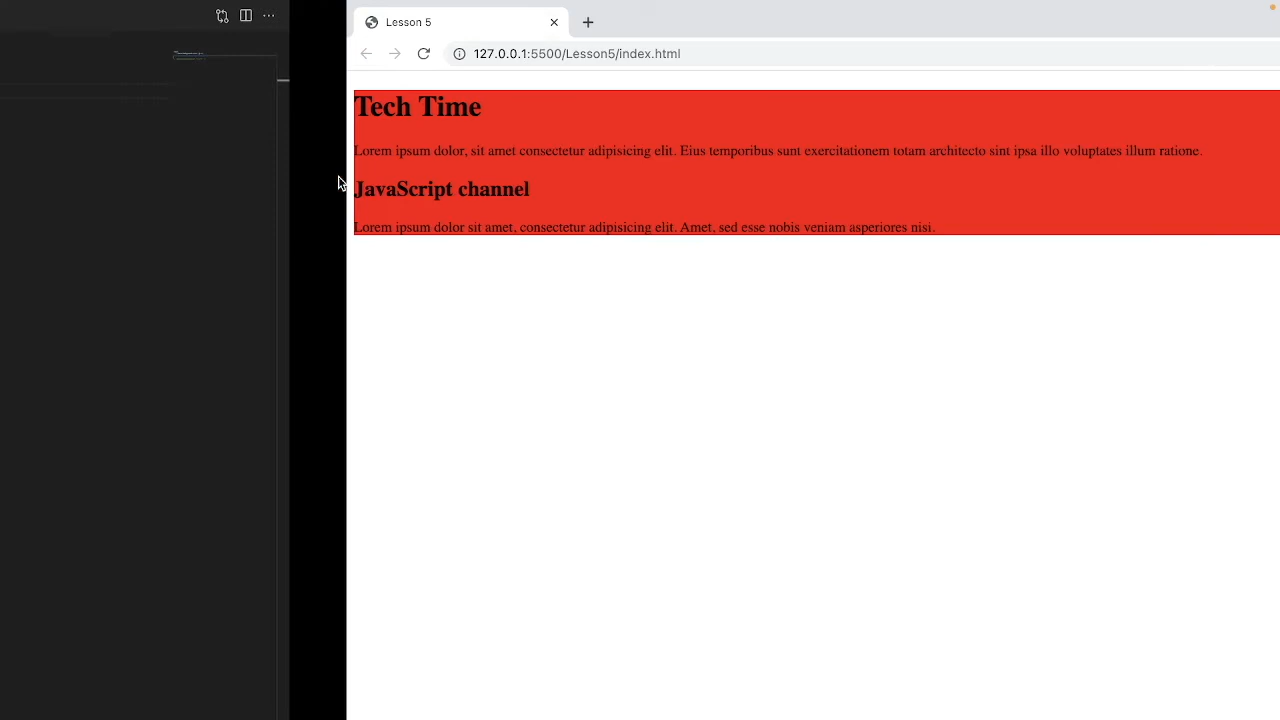 Lesson 5
127.0.0.1:5500/Lesson5/index.html
Tech Time
Lorem ipsum dolor, sit amet consectetur adipisicing elit. Eius temporibus sunt exercitationem totam architecto sint ipsa illo voluptates illum ratione.
JavaScript channel
Lorem ipsum dolor sit amet, consectetur adipisicing elit. Amet, sed esse nobis veniam asperiores nisi.